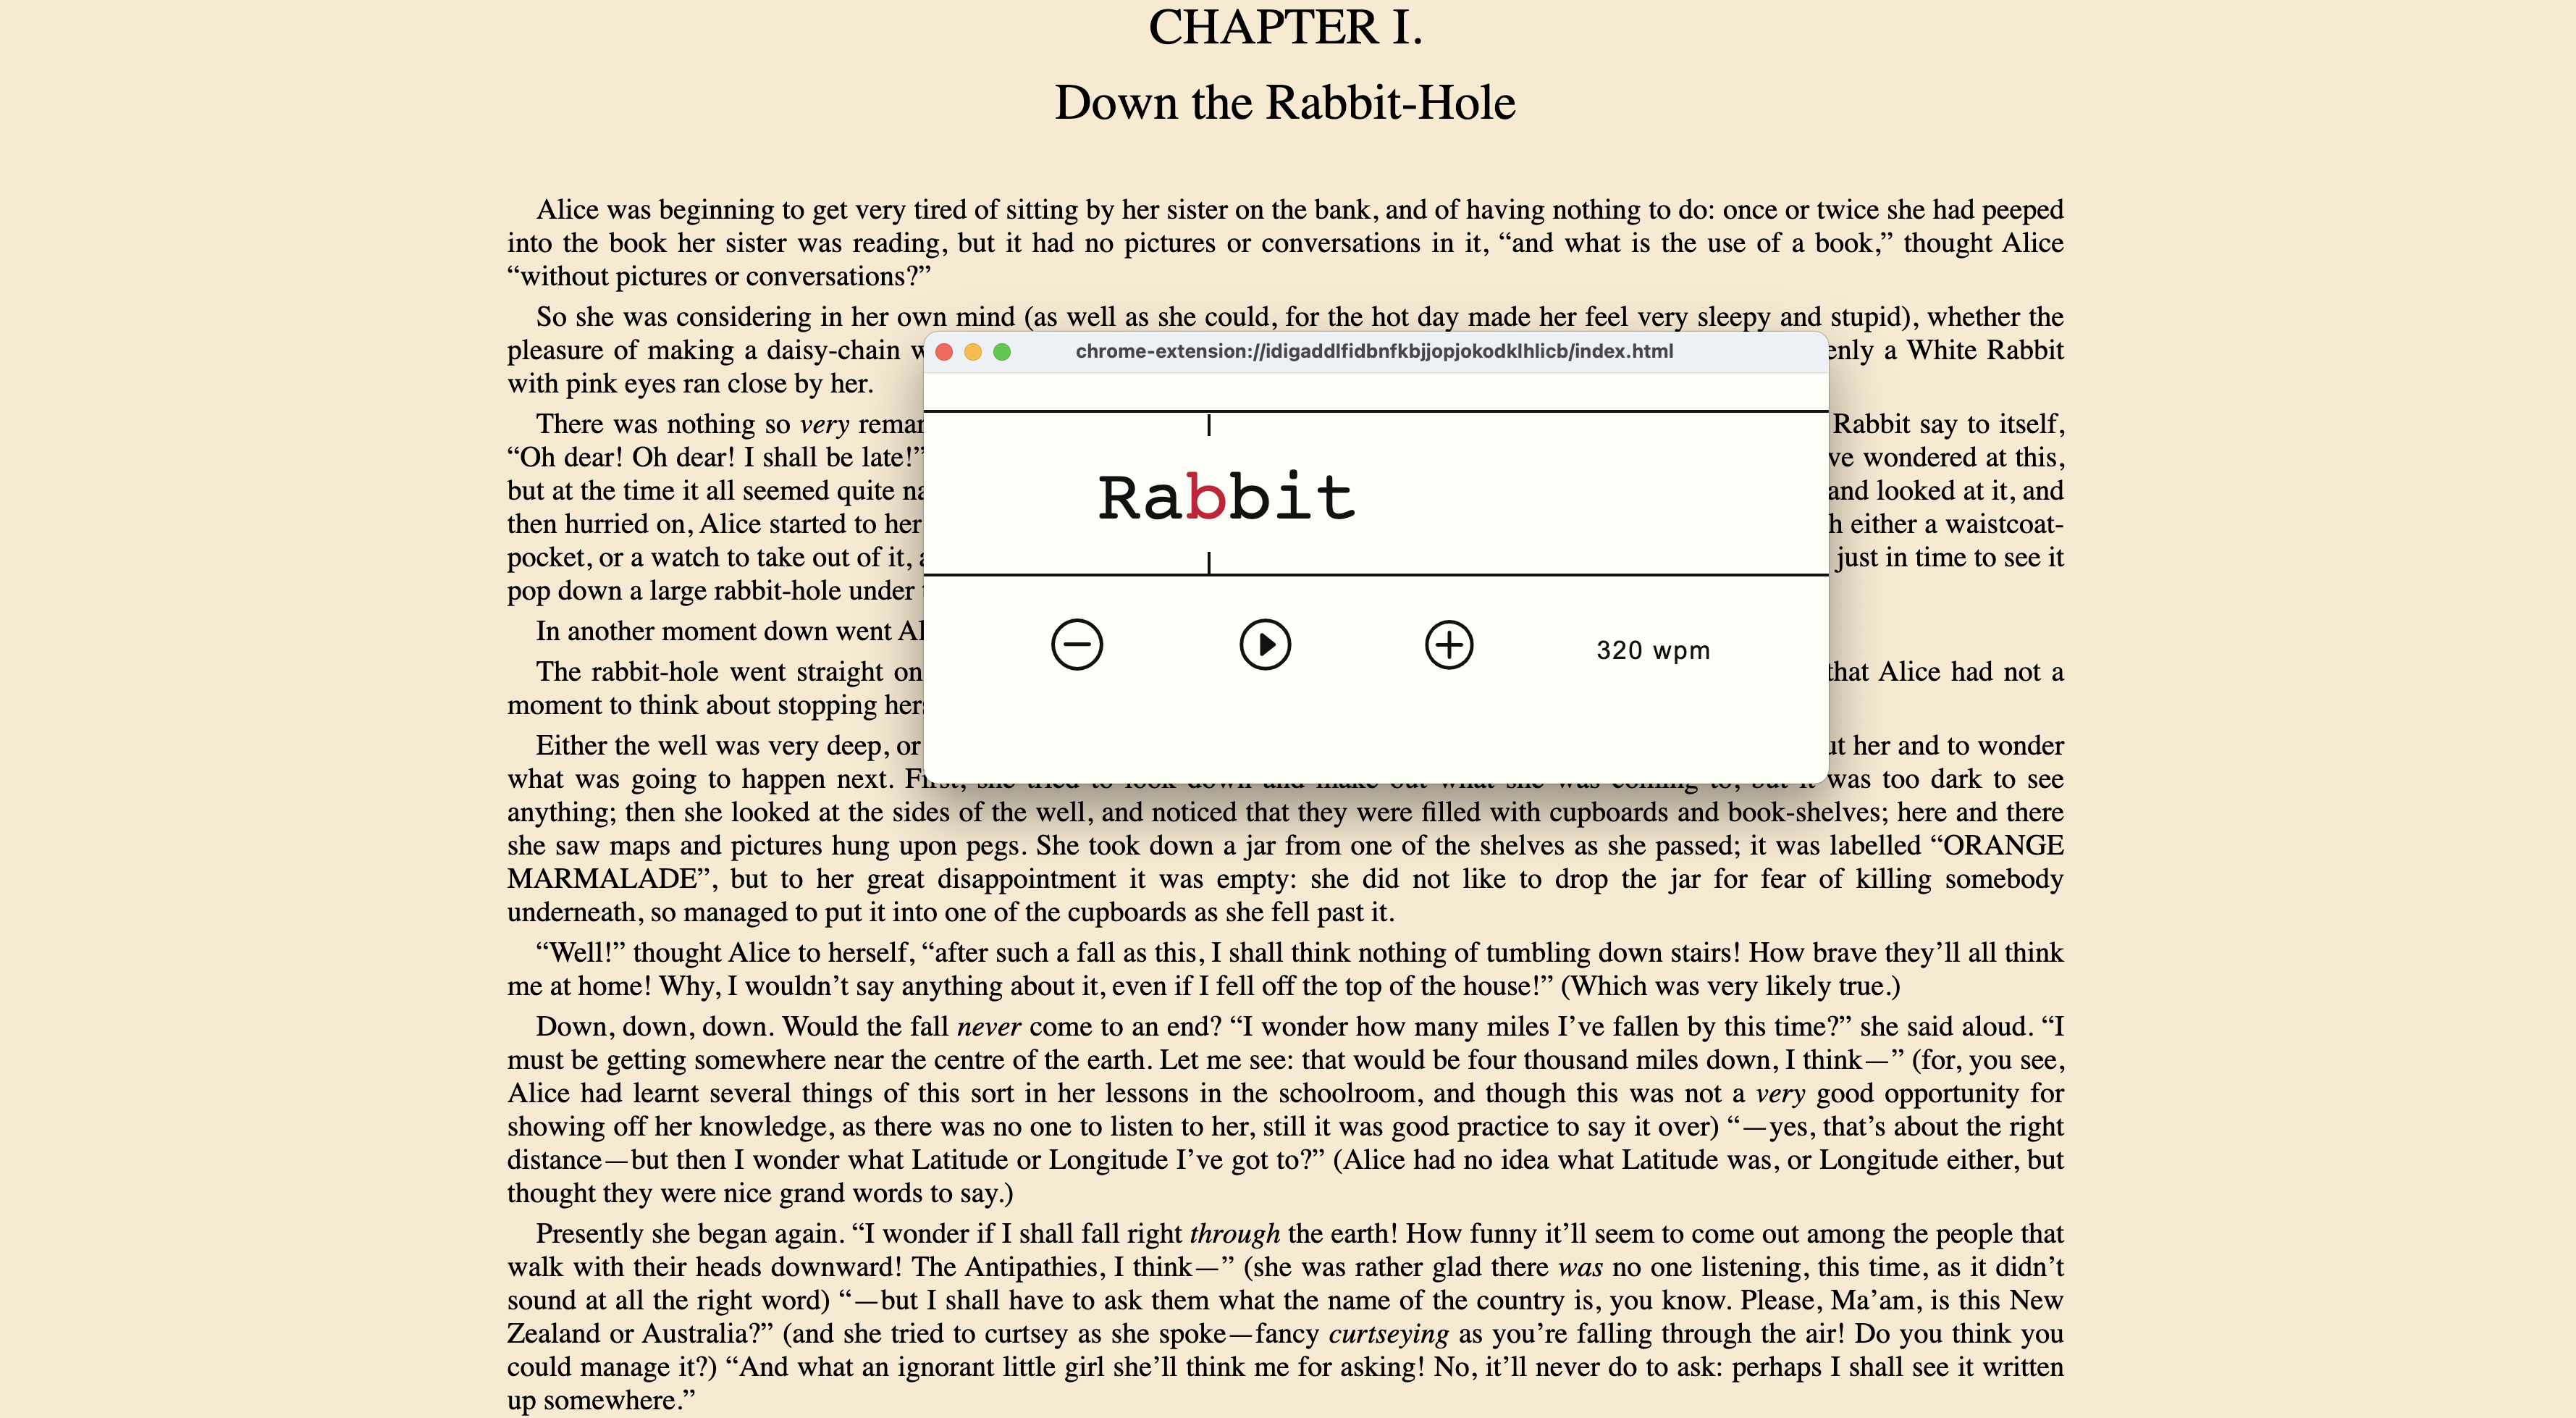 CHAPTER I.
Down the Rabbit-Hole
Alice was beginning to get very tired of sitting by her sister on the bank, and of having nothing to do: once or twice she had peeped
into the book her sister was reading, but it had no pictures or conversations in it, “and what is the use of a book,” thought Alice
“without pictures or conversations?”
So she was considering in her own mind (as well as she could, for the hot day made her feel very sleepy and stupid), whether the
pleasure of making a daisy-chain
enly a White Rabbit
with pink eyes ran close by her.
There was nothing so very remar
Rabbit say to itself,
“Oh dear! Oh dear! I shall be late!”
ve wondered at this,
but at the time it all seemed quite na
and looked at it, and
then hurried on, Alice started to her
h either a waistcoat-
pocket, or a watch to take out of it,
just in time to see it
pop down a large rabbit-hole under
In another moment down went Al
The rabbit-hole went straight on
that Alice had not a
moment to think about stopping hers
Either the well was very deep, or
ut her and to wonder
chrome-extension://idigaddlfidbnfkbjjopjokodklhlicb/index.html
Rabbit
320 wpm
what was going to happen next. First, she tried to look down and make out what she was coming to, but it was too dark to see
anything; then she looked at the sides of the well, and noticed that they were filled with cupboards and book-shelves; here and there
she saw maps and pictures hung upon pegs. She took down a jar from one of the shelves as she passed; it was labelled “ORANGE
MARMALADE”, but to her great disappointment it was empty: she did not like to drop the jar for fear of killing somebody
underneath, so managed to put it into one of the cupboards as she fell past it.
“Well!” thought Alice to herself, “after such a fall as this, I shall think nothing of tumbling down stairs! How brave they’ll all think
me at home! Why, I wouldn’t say anything about it, even if I fell off the top of the house!” (Which was very likely true.)
Down, down, down. Would the fall never come to an end? “I wonder how many miles I’ve fallen by this time?” she said aloud. “I
must be getting somewhere near the centre of the earth. Let me see: that would be four thousand miles down, I think—” (for, you see,
Alice had learnt several things of this sort in her lessons in the schoolroom, and though this was not a very good opportunity for
showing off her knowledge, as there was no one to listen to her, still it was good practice to say it over) “—yes, that’s about the right
distance—but then I wonder what Latitude or Longitude I’ve got to?” (Alice had no idea what Latitude was, or Longitude either, but
thought they were nice grand words to say.)
Presently she began again. “I wonder if I shall fall right through the earth! How funny it’ll seem to come out among the people that
walk with their heads downward! The Antipathies, I think—” (she was rather glad there was no one listening, this time, as it didn’t
sound at all the right word) “—but I shall have to ask them what the name of the country is, you know. Please, Ma’am, is this New
Zealand or Australia?” (and she tried to curtsey as she spoke—fancy curtseying as you’re falling through the air! Do you think you
could manage it?) “And what an ignorant little girl she’ll think me for asking! No, it’ll never do to ask: perhaps I shall see it written
up somewhere.”